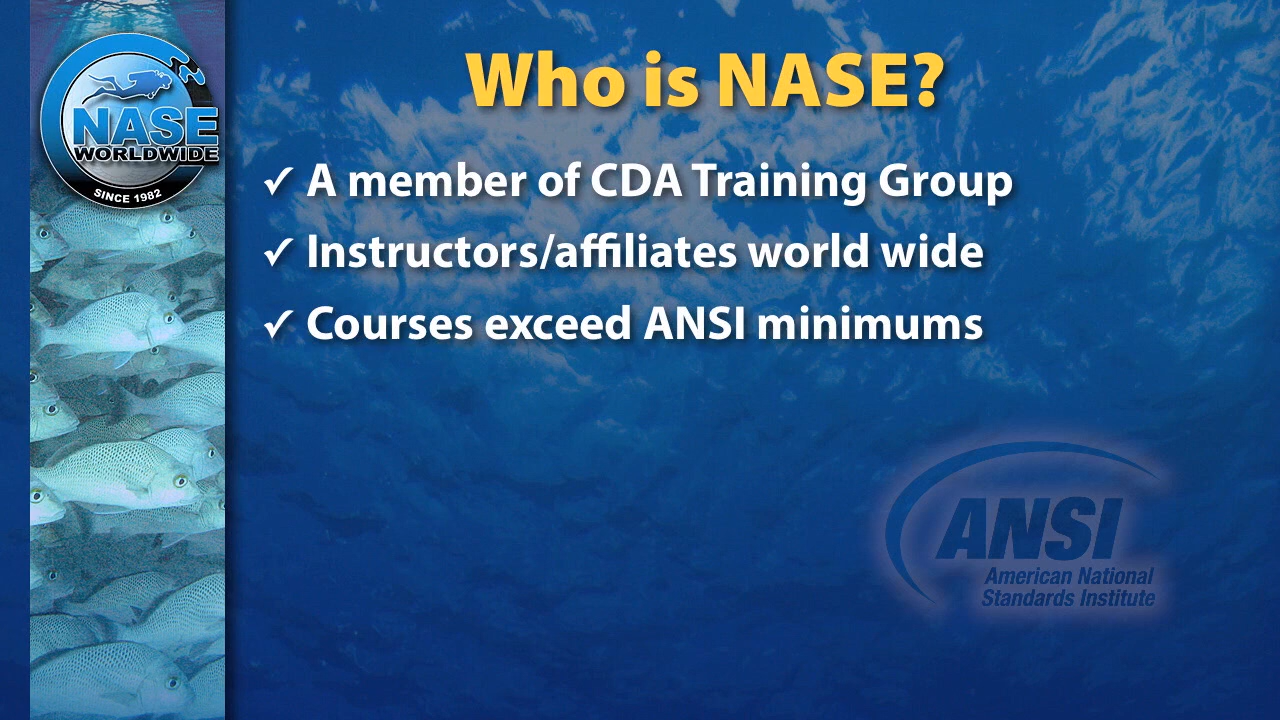 NASE
WORLDWIDE
SINCE 1982
Who is NASE?
✓ A member of CDA Training Group
✓ Instructors/affiliates world wide
✓ Courses exceed ANSI minimums
ANSI
American National
Standards Institute